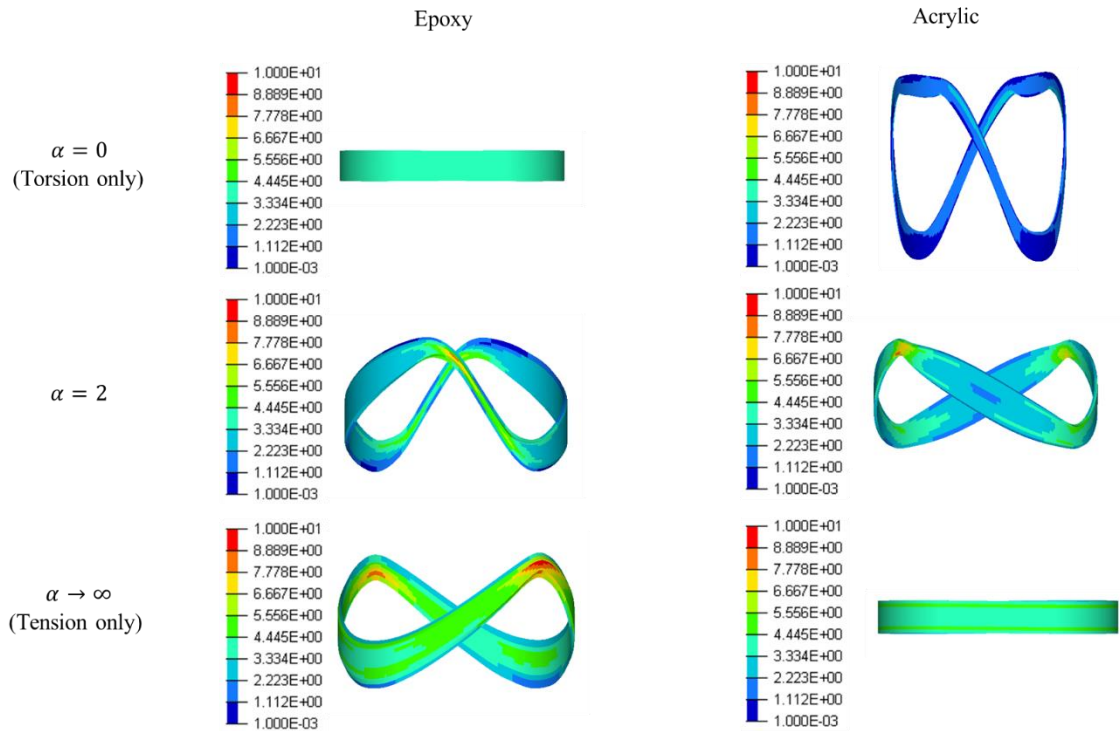 Epoxy
Acrylic
α = 0
(Torsion only)
1.000E+01
8.889E+00
7.778E+00
6.667E+00
5.556E+00
4.445E+00
3.334E+00
2.223E+00
1.112E+00
1.000E-03
1.000E+01
8.889E+00
7.778E+00
6.667E+00
5.556E+00
4.445E+00
3.334E+00
2.223E+00
1.112E+00
1.000E-03
α = 2
1.000E+01
8.889E+00
7.778E+00
6.667E+00
5.556E+00
4.445E+00
3.334E+00
2.223E+00
1.112E+00
1.000E-03
1.000E+01
8.889E+00
7.778E+00
6.667E+00
5.556E+00
4.445E+00
3.334E+00
2.223E+00
1.112E+00
1.000E-03
α → ∞
(Tension only)
1.000E+01
8.889E+00
7.778E+00
6.667E+00
5.556E+00
4.445E+00
3.334E+00
2.223E+00
1.112E+00
1.000E-03
1.000E+01
8.889E+00
7.778E+00
6.667E+00
5.556E+00
4.445E+00
3.334E+00
2.223E+00
1.112E+00
1.000E-03